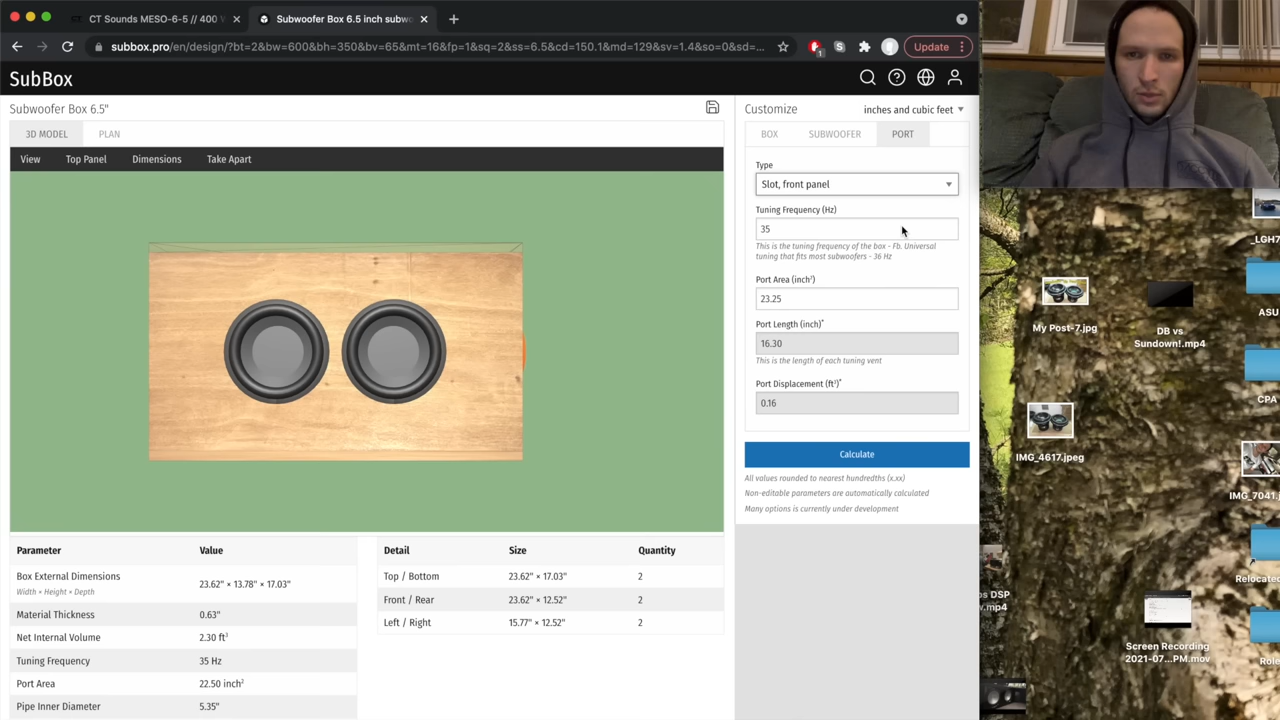 CT Sounds MESO-6-5 // 400 W
Subwoofer Box 6.5 inch subwo
subbox.pro/en/design/?bt=2&bw=600&bh=350&bv=65&mt=16&fp=1&sq=2&ss=6.5&cd=150.1&md=129&sv=1.4&so=0&sd=...
1
Update
SubBox
Subwoofer Box 6.5"
3D MODEL PLAN
View Top Panel Dimensions Take Apart
Customize inches and cubic feet
BOX SUBWOOFER PORT
Type
Slot, front panel
Tuning Frequency (Hz)
35
This is the tuning frequency of the box - Fb. Universal
tuning that fits most subwoofers - 36 Hz
Port Area (inch²)
23.25
Port Length (inch)*
16.30
This is the length of each tuning vent
Port Displacement (ft³)*
0.16
Calculate
All values rounded to nearest hundredths (x.xx)
Non-editable parameters are automatically calculated
Many options is currently under development
Parameter Value
Box External Dimensions
Width × Height × Depth
23.62" × 13.78" × 17.03"
Material Thickness 0.63"
Net Internal Volume 2.30 ft³
Tuning Frequency 35 Hz
Port Area 22.50 inch²
Pipe Inner Diameter 5.35"
Detail Size Quantity
Top / Bottom 23.62" × 17.03" 2
Front / Rear 23.62" × 12.52" 2
Left / Right 15.77" × 12.52" 2
_LGH7
My Post-7.jpg
DB vs
Sundown!.mp4
ASU
CPA
IMG_4617.jpeg
IMG_7041.j
Relocated
os DSP
v.mp4
Screen Recording
2021-07...PM.mov
Role